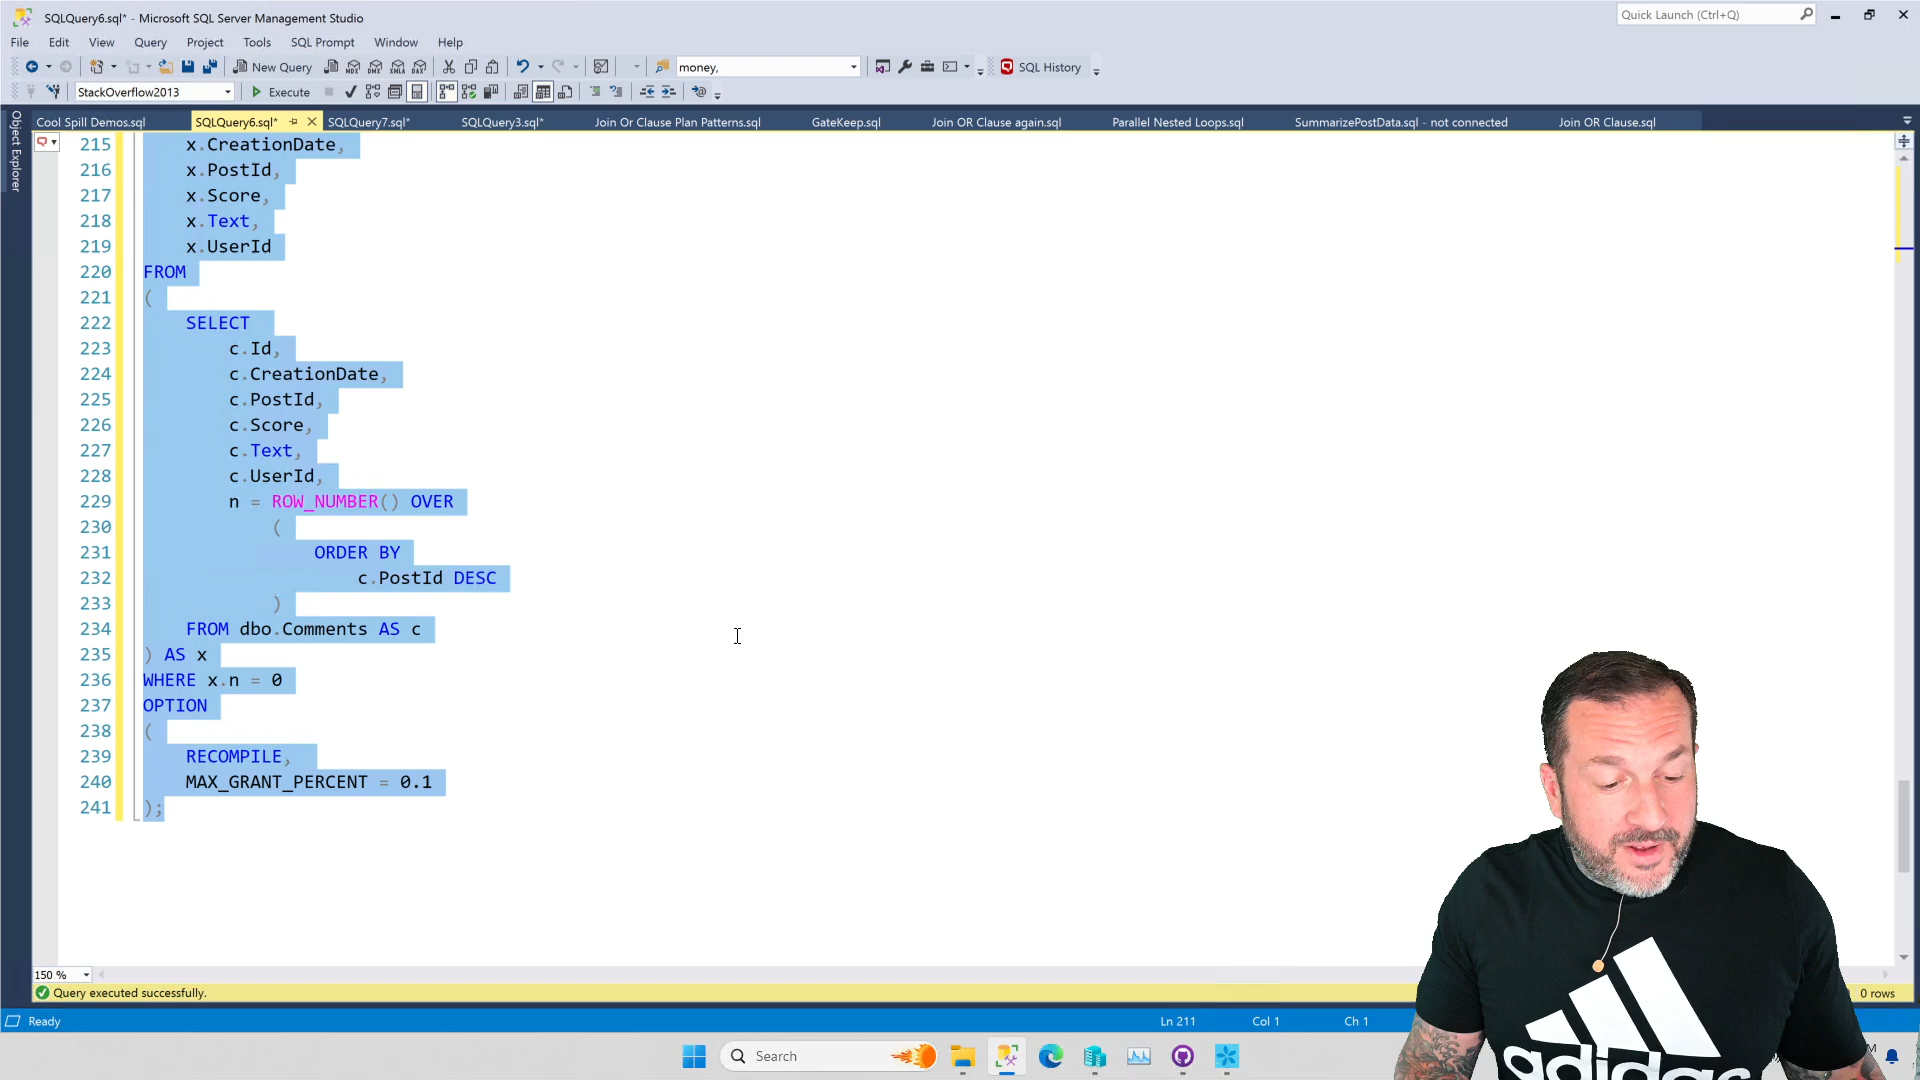 SQLQuery6.sql* - Microsoft SQL Server Management Studio
Quick Launch (Ctrl+Q)
File Edit View Query Project Tools SQL Prompt Window Help
New Query
MDX DMX XMLA DAX
money,
SQL History
StackOverflow2013
Execute
Cool Spill Demos.sql SQLQuery6.sql* SQLQuery7.sql* SQLQuery3.sql* Join Or Clause Plan Patterns.sql GateKeep.sql Join OR Clause again.sql Parallel Nested Loops.sql SummarizePostData.sql - not connected Join OR Clause.sql
Object Explorer
215 x.CreationDate,
216 x.PostId,
217 x.Score,
218 x.Text,
219 x.UserId
220 FROM
221 (
222 SELECT
223 c.Id,
224 c.CreationDate,
225 c.PostId,
226 c.Score,
227 c.Text,
228 c.UserId,
229 n = ROW_NUMBER() OVER
230 (
231 ORDER BY
232 c.PostId DESC
233 )
234 FROM dbo.Comments AS c
235 ) AS x
236 WHERE x.n = 0
237 OPTION
238 (
239 RECOMPILE,
240 MAX_GRANT_PERCENT = 0.1
241 );
150 %
Query executed successfully.
0 rows
Ready
Ln 211 Col 1 Ch 1
Search
adidas